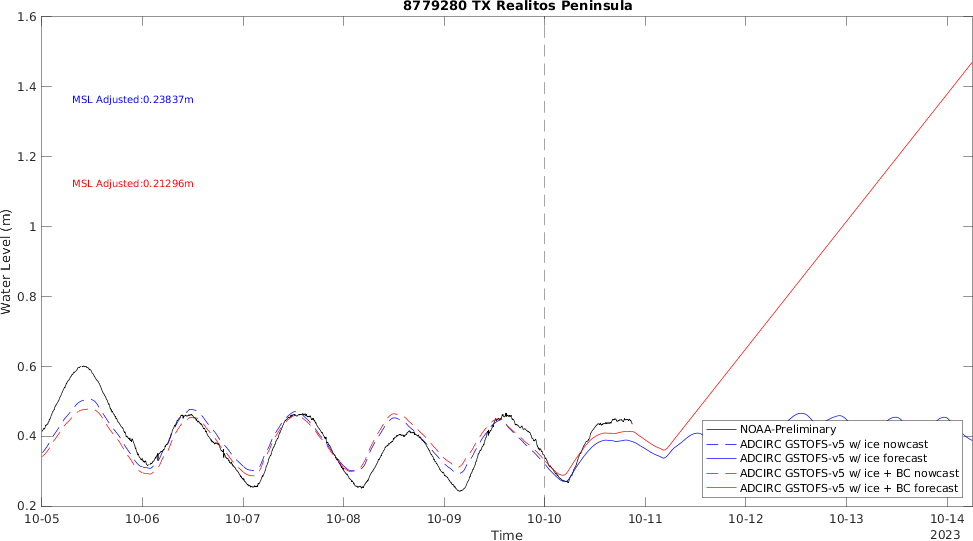 8779280 TX Realitos Peninsula
1.6
1.4
1.2
1
0.8
0.6
0.4
0.2
Water Level (m)
MSL Adjusted:0.23837m
MSL Adjusted:0.21296m
NOAA-Preliminary
ADCIRC GSTOFS-v5 w/ ice nowcast
ADCIRC GSTOFS-v5 w/ ice forecast
ADCIRC GSTOFS-v5 w/ ice + BC nowcast
ADCIRC GSTOFS-v5 w/ ice + BC forecast
10-05 10-06 10-07 10-08 10-09 10-10 10-11 10-12 10-13 10-14
2023
Time